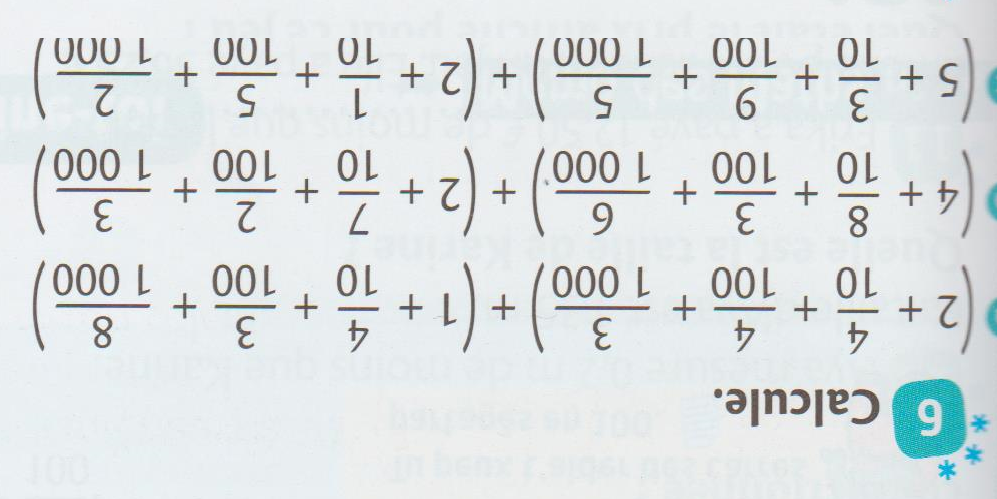 6 Calcule.
(2 + 4/10 + 4/100 + 3/1 000) + (1 + 4/10 + 3/100 + 8/1 000)
(4 + 8/10 + 3/100 + 6/1 000) + (2 + 7/10 + 2/100 + 3/1 000)
(5 + 3/10 + 9/100 + 5/1 000) + (2 + 1/10 + 5/100 + 2/1 000)